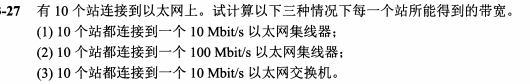 -27 有 10 个站连接到以太网上。试计算以下三种情况下每一个站所能得到的带宽。
(1) 10 个站都连接到一个 10 Mbit/s 以太网集线器；
(2) 10 个站都连接到一个 100 Mbit/s 以太网集线器；
(3) 10 个站都连接到一个 10 Mbit/s 以太网交换机。